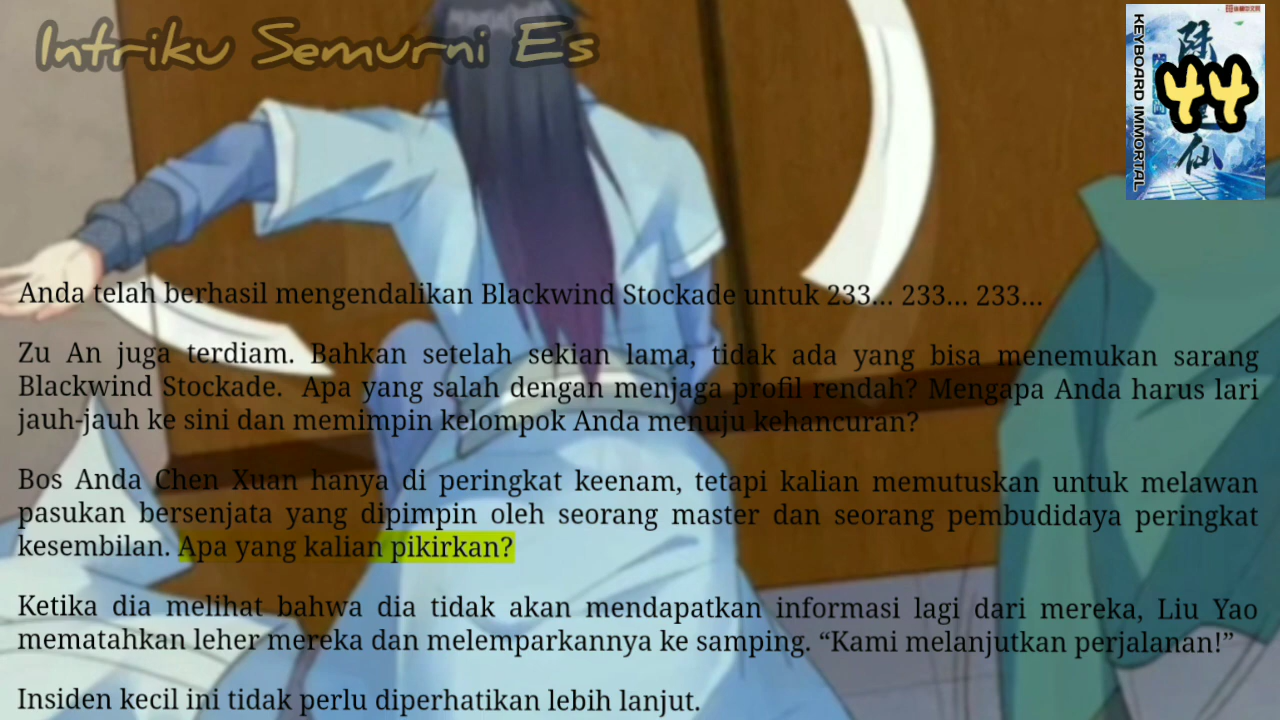 Intriku Semurni Es
KEYBOARD IMMORTAL
44
仙
Anda telah berhasil mengendalikan Blackwind Stockade untuk 233... 233... 233...
Zu An juga terdiam. Bahkan setelah sekian lama, tidak ada yang bisa menemukan sarang
Blackwind Stockade.  Apa yang salah dengan menjaga profil rendah? Mengapa Anda harus lari
jauh-jauh ke sini dan memimpin kelompok Anda menuju kehancuran?
Bos Anda Chen Xuan hanya di peringkat keenam, tetapi kalian memutuskan untuk melawan
pasukan bersenjata yang dipimpin oleh seorang master dan seorang pembudidaya peringkat
kesembilan. Apa yang kalian pikirkan?
Ketika dia melihat bahwa dia tidak akan mendapatkan informasi lagi dari mereka, Liu Yao
mematahkan leher mereka dan melemparkannya ke samping. “Kami melanjutkan perjalanan!”
Insiden kecil ini tidak perlu diperhatikan lebih lanjut.